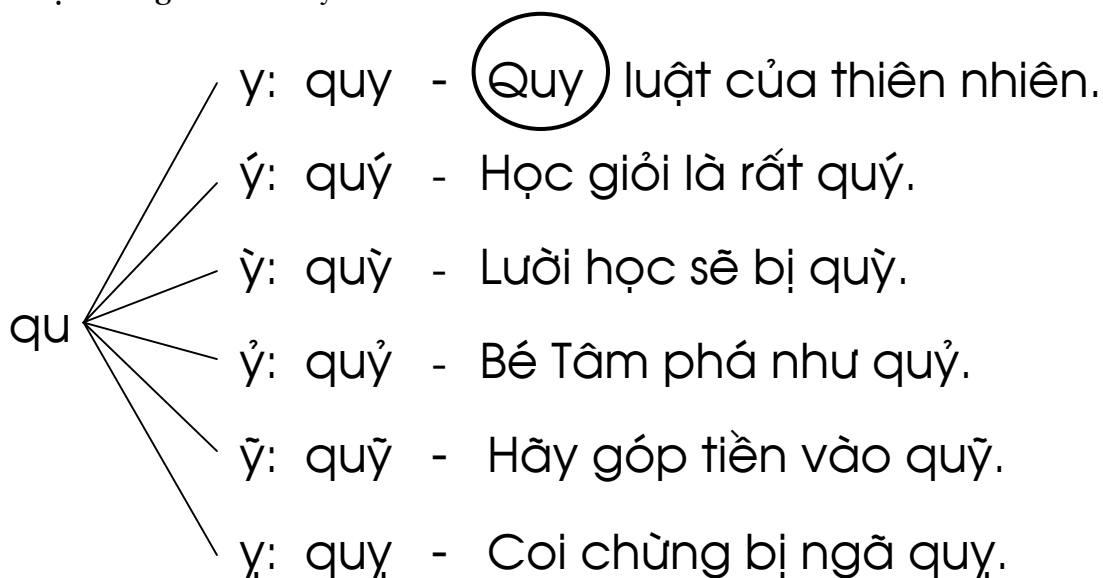 y: quy - Quy luật của thiên nhiên.
ý: quý - Học giỏi là rất quý.
ỳ: quỳ - Lười học sẽ bị quỳ.
qu
ỷ: quỷ - Bé Tâm phá như quỷ.
ỹ: quỹ - Hãy góp tiền vào quỹ.
ỵ: quỵ - Coi chừng bị ngã quỵ.